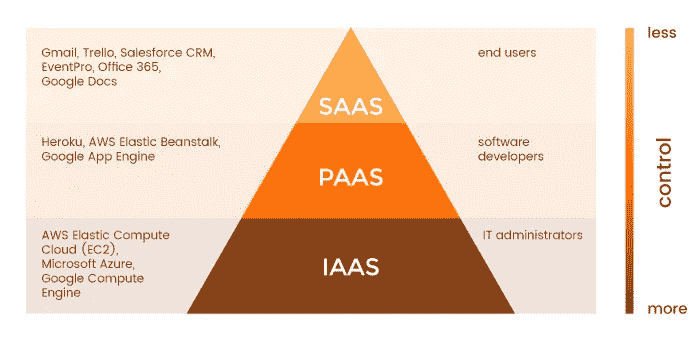 Gmail, Trello, Salesforce CRM,
EventPro, Office 365,
Google Docs
SAAS
end users
Heroku, AWS Elastic Beanstalk,
Google App Engine
PAAS
software
developers
AWS Elastic Compute
Cloud (EC2),
Microsoft Azure,
Google Compute
Engine
IAAS
IT administrators
less
control
more